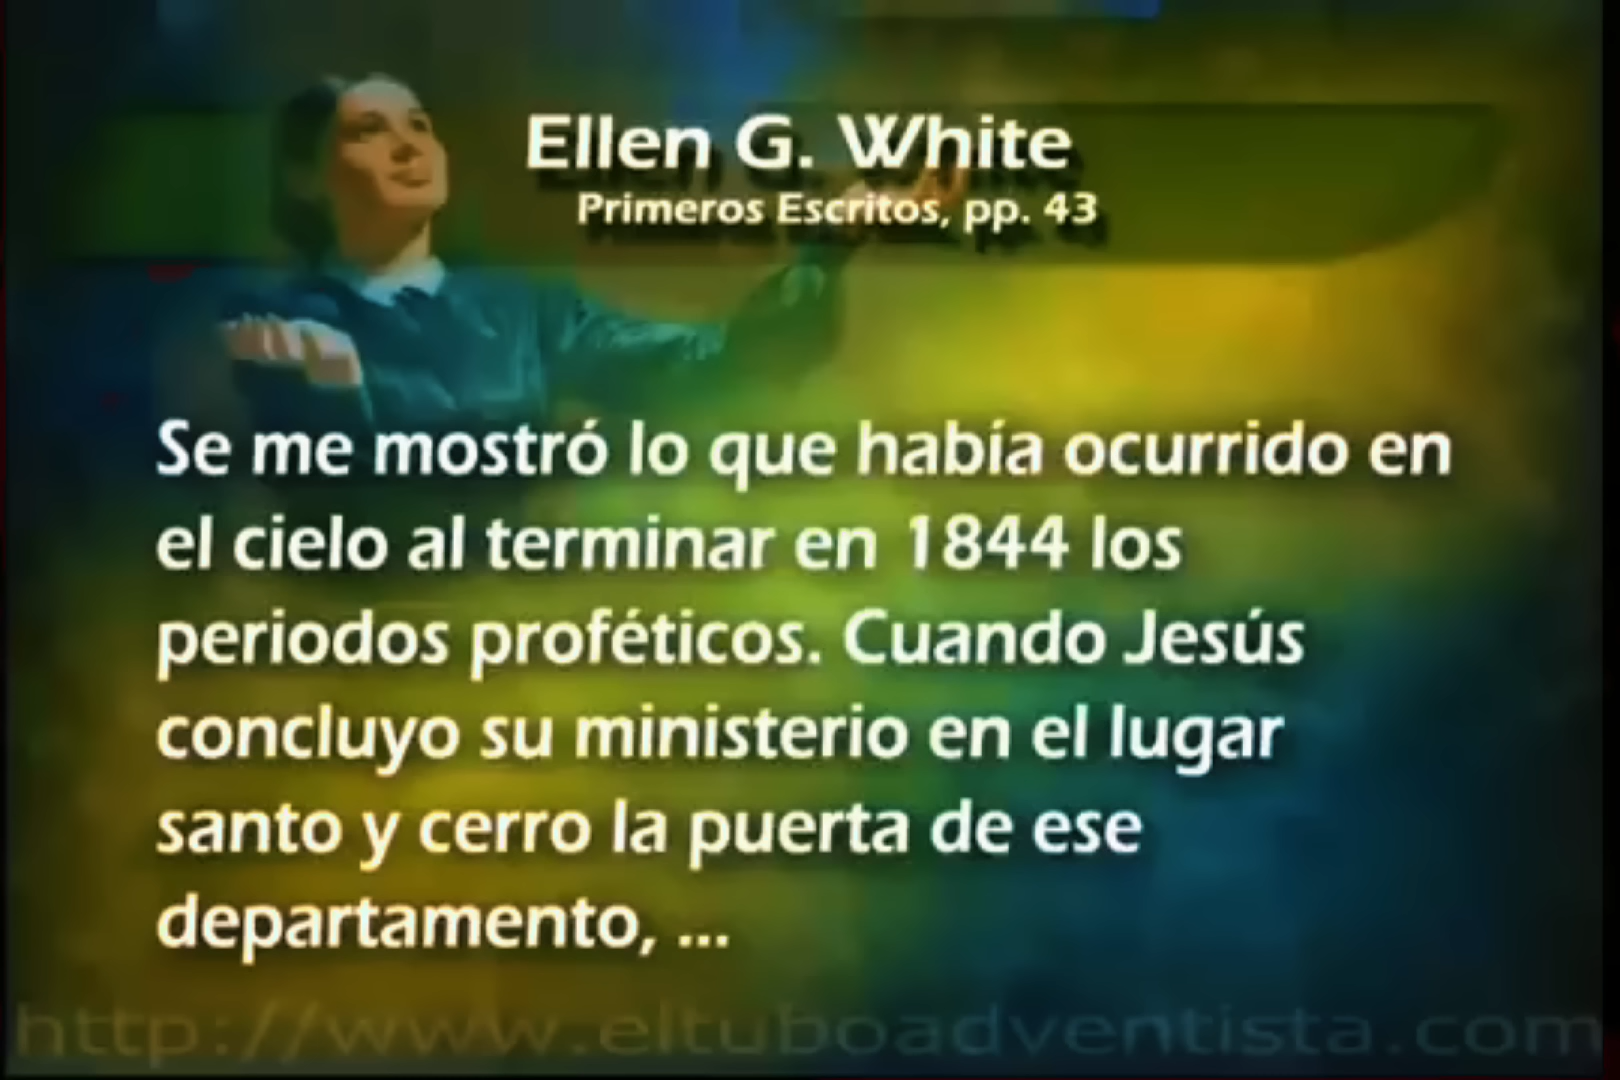 Ellen G. White
Primeros Escritos, pp. 43
Se me mostró lo que había ocurrido en
el cielo al terminar en 1844 los
periodos proféticos. Cuando Jesús
concluyo su ministerio en el lugar
santo y cerro la puerta de ese
departamento, ...
http://www.eltuboadventista.com